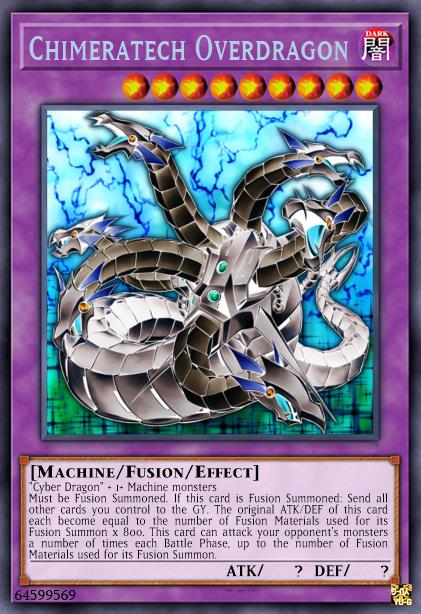 CHIMERATECH OVERDRAGON
DARK
闇
[MACHINE/FUSION/EFFECT]
"Cyber Dragon" + 1+ Machine monsters
Must be Fusion Summoned. If this card is Fusion Summoned: Send all
other cards you control to the GY. The original ATK/DEF of this card
each become equal to the number of Fusion Materials used for its
Fusion Summon x 800. This card can attack your opponent's monsters
a number of times each Battle Phase, up to the number of Fusion
Materials used for its Fusion Summon.
ATK/ ? DEF/ ?
64599569